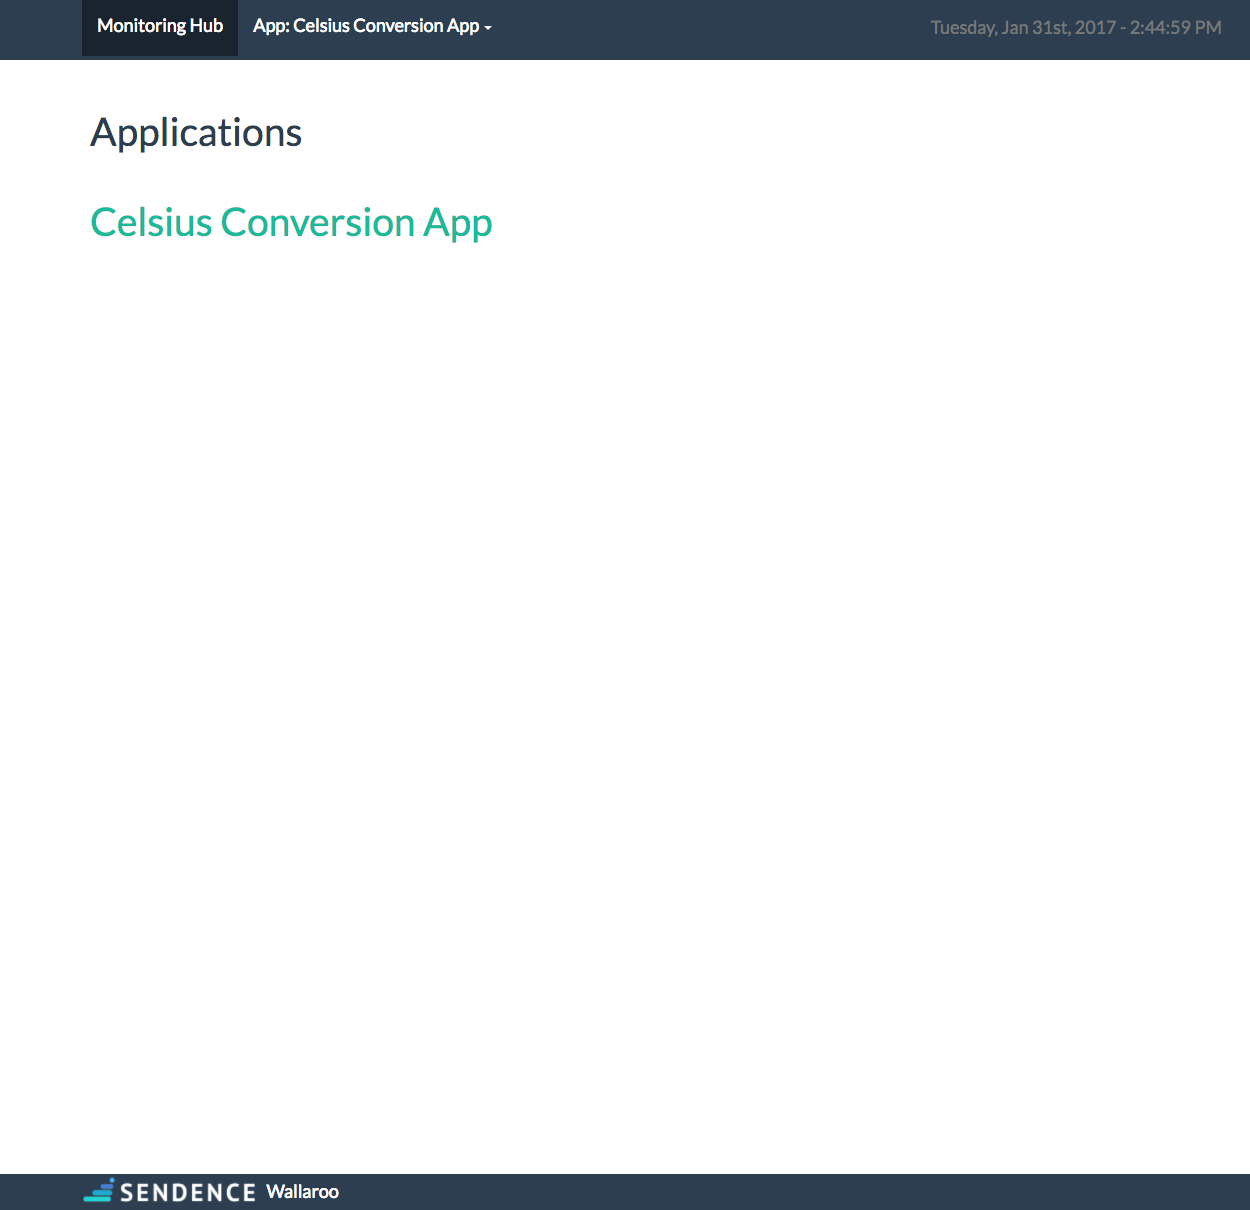 Monitoring Hub App: Celsius Conversion App Tuesday, Jan 31st, 2017 - 2:44:59 PM
Applications
Celsius Conversion App
SENDENCE Wallaroo